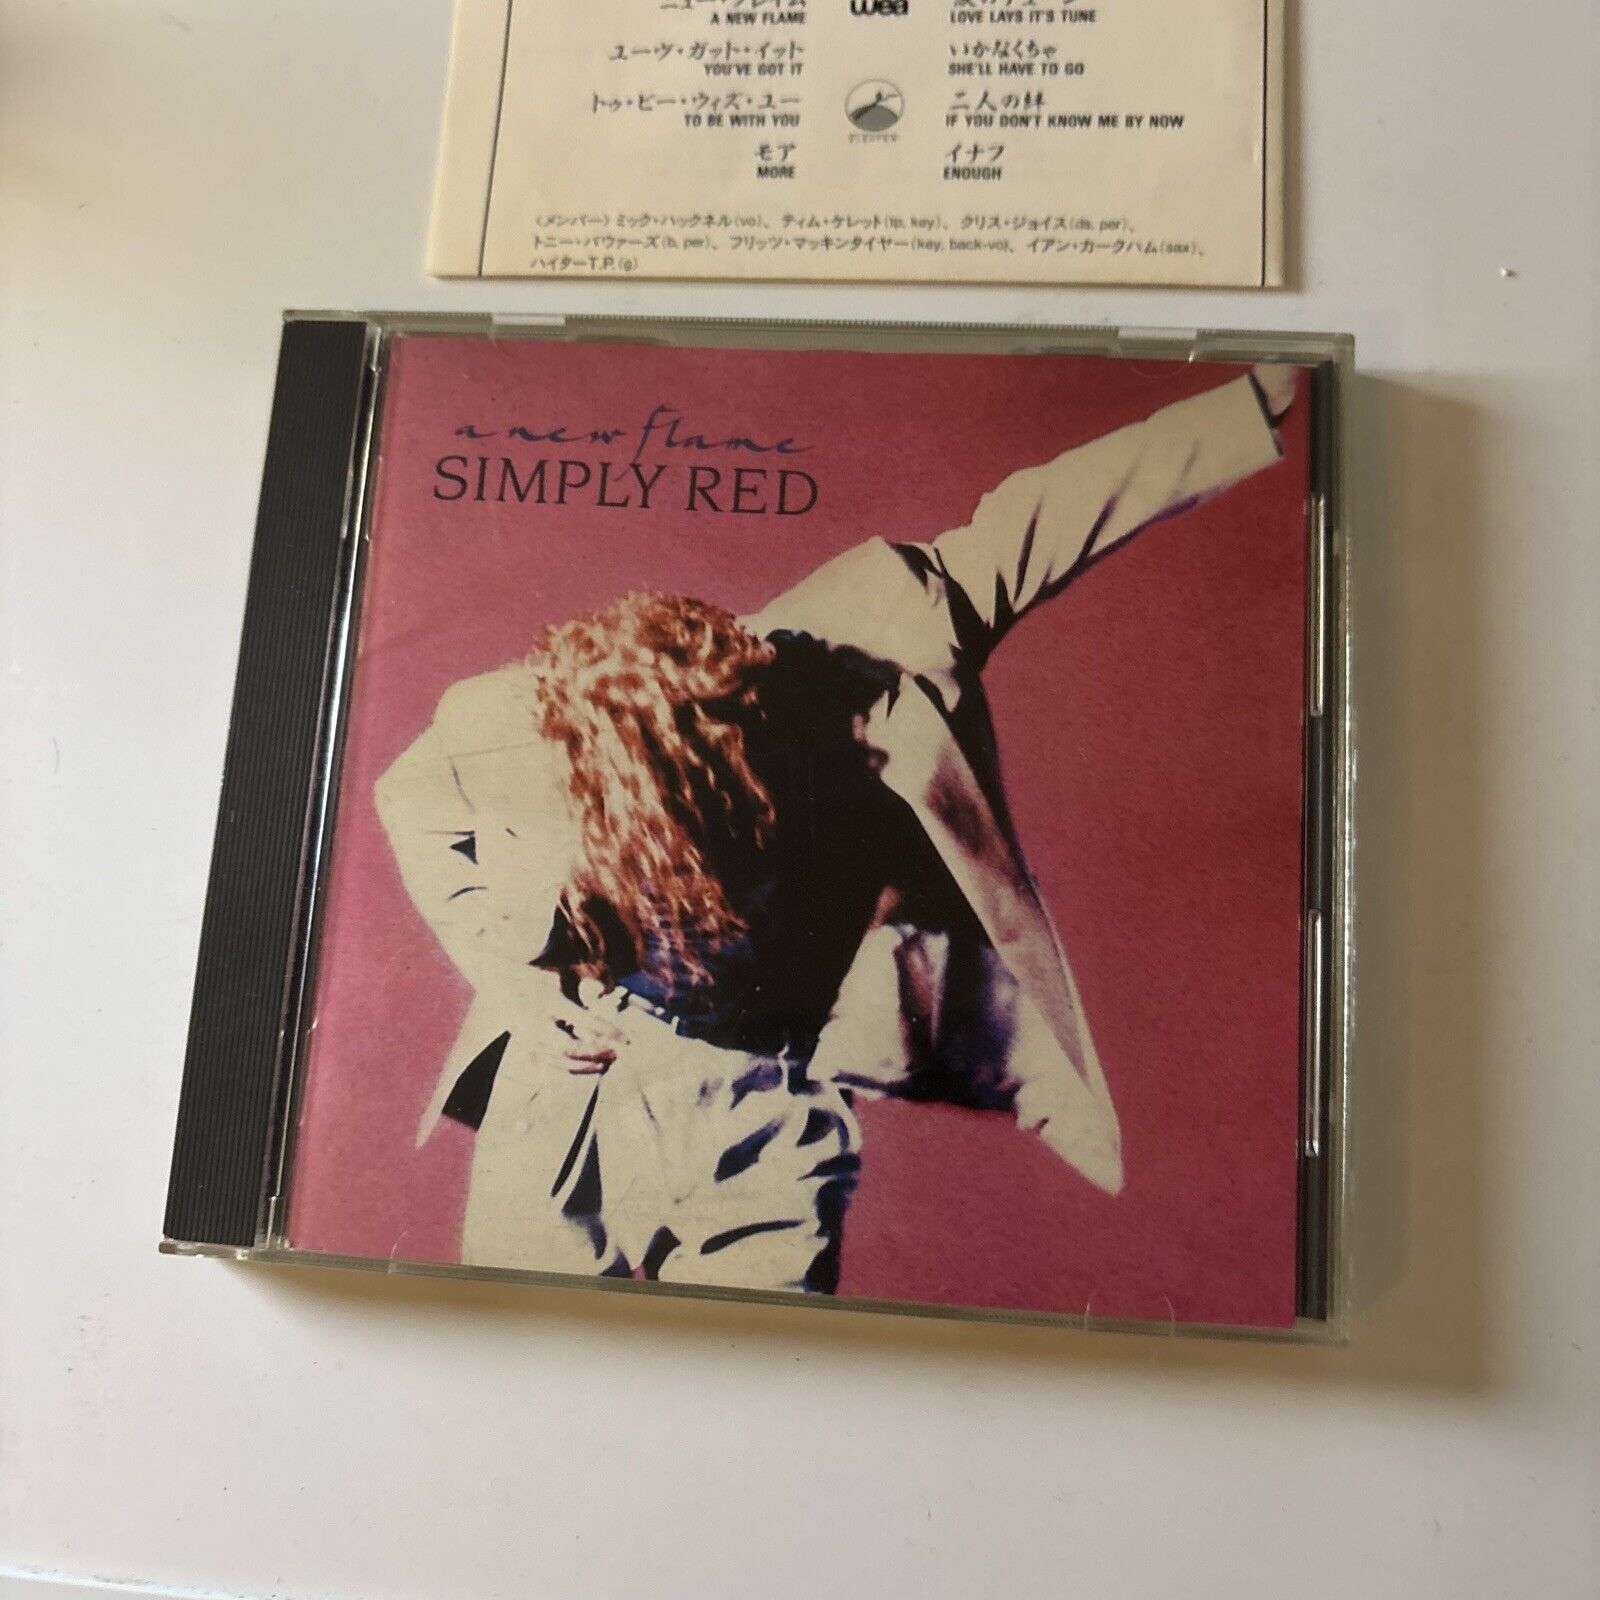 ニュー・フレイム
A NEW FLAME
wea
LOVE LAYS IT'S TUNE
ユーヴ・ガット・イット
YOU'VE GOT IT
いかなくちゃ
SHE'LL HAVE TO GO
トゥ・ビー・ウィズ・ユー
TO BE WITH YOU
二人の絆
IF YOU DON'T KNOW ME BY NOW
モア
MORE
イナフ
ENOUGH
〈メンバー〉ミック・ハックネル(vo)、ティム・ケレット(tp, key)、クリス・ジョイス(ds, per)、
トニー・バウァーズ(b, per)、フリッツ・マッキンタイヤー(key, back-vo)、イアン・カークハム(sax)、
ハイターT.P.(g)
a new flame
SIMPLY RED